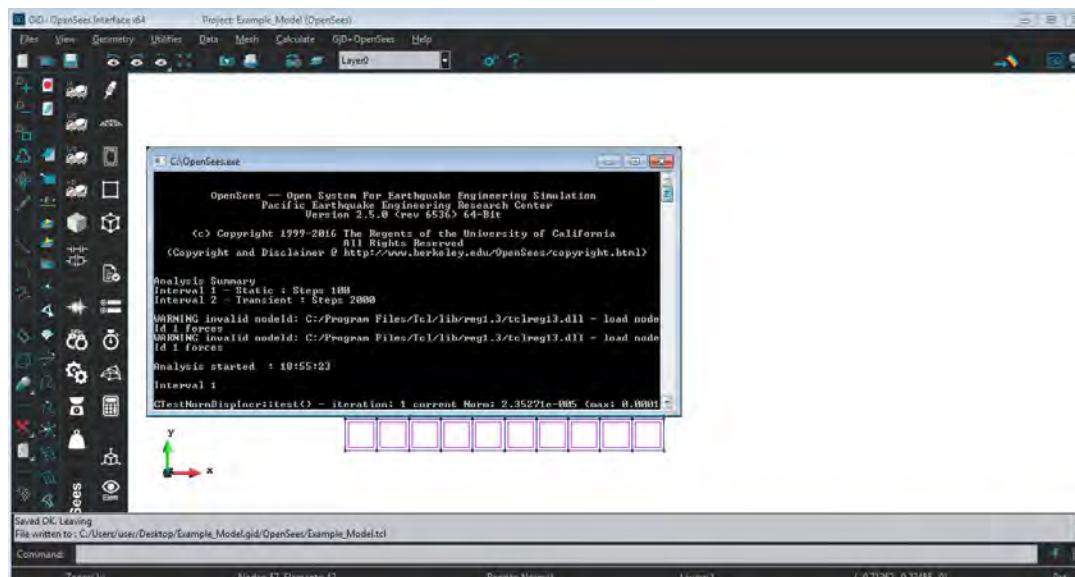 GiD+OpenSees Interface x64 Project: Example_Model (OpenSees)
Files View Geometry Utilities Data Mesh Calculate GiD+OpenSees Help
Layer0
C:\OpenSees.exe
OpenSees -- Open System For Earthquake Engineering Simulation
Pacific Earthquake Engineering Research Center
Version 2.5.0 (rev 6536) 64-Bit
(c) Copyright 1999-2016 The Regents of the University of California
All Rights Reserved
(Copyright and Disclaimer @ http://www.berkeley.edu/OpenSees/copyright.html)
Analysis Summary
Interval 1 - Static : Steps 100
Interval 2 - Transient : Steps 2000
WARNING invalid nodeId: C:/Program Files/Tcl/lib/reg1.3/tclreg13.dll - load node
Id 1 forces
WARNING invalid nodeId: C:/Program Files/Tcl/lib/reg1.3/tclreg13.dll - load node
Id 1 forces
Analysis started : 18:55:23
Interval 1
CTestNormDispIncr::test() - iteration: 1 current Norm: 2.35271e-005 (max: 0.0001
y
x
Sees
Elem
Saved OK. Leaving
File written to : C:/Users/user/Desktop/Example_Model.gid/OpenSees/Example_Model.tcl
Command: